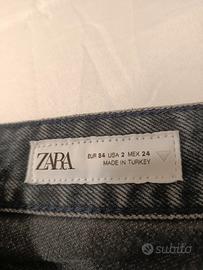 ZARA
EUR 34 USA 2 MEX 24
MADE IN TURKEY
subito